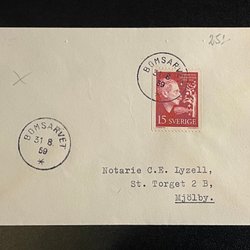 251:-
BOMSARVET
BOMSARVET
31 8.
59
*
15 SVERIGE
Notarie C.E. Lyzell,
St. Torget 2 B,
Mjölby.